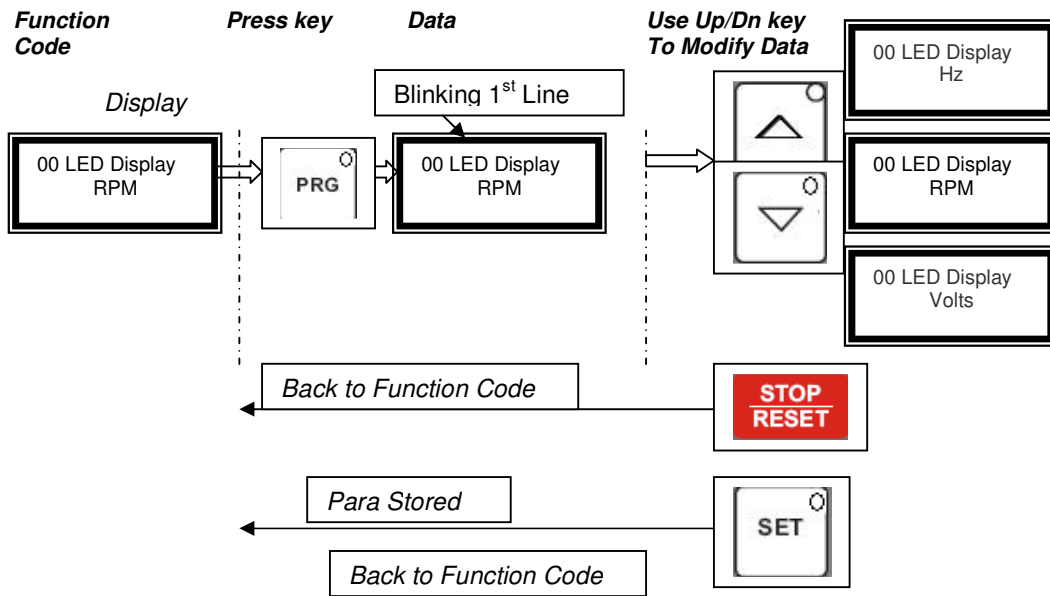 Function
Code
Press key
Data
Use Up/Dn key
To Modify Data
Display
Blinking 1st Line
00 LED Display
RPM
PRG
00 LED Display
RPM
00 LED Display
Hz
00 LED Display
RPM
00 LED Display
Volts
Back to Function Code
STOP
RESET
Para Stored
SET
Back to Function Code